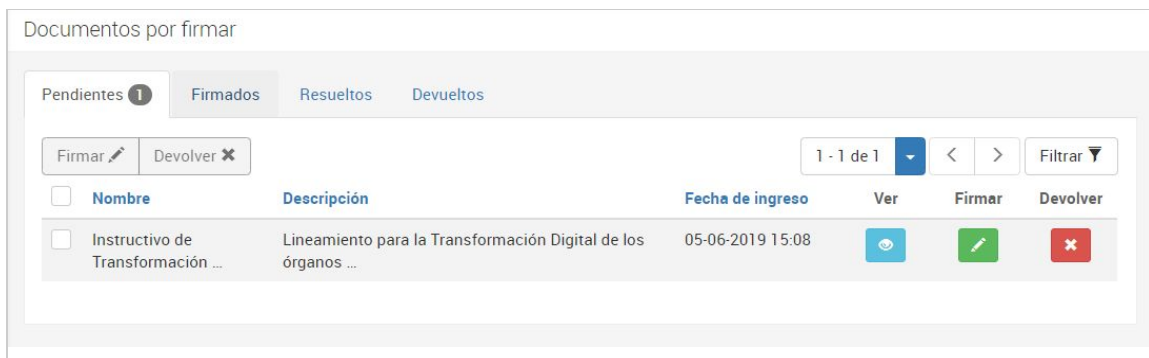 Documentos por firmar
Pendientes 1 Firmados Resueltos Devueltos
Firmar Devolver 1 - 1 de 1 Filtrar
Nombre Descripción Fecha de ingreso Ver Firmar Devolver
Instructivo de Lineamiento para la Transformación Digital de los 05-06-2019 15:08
Transformación ... órganos ...